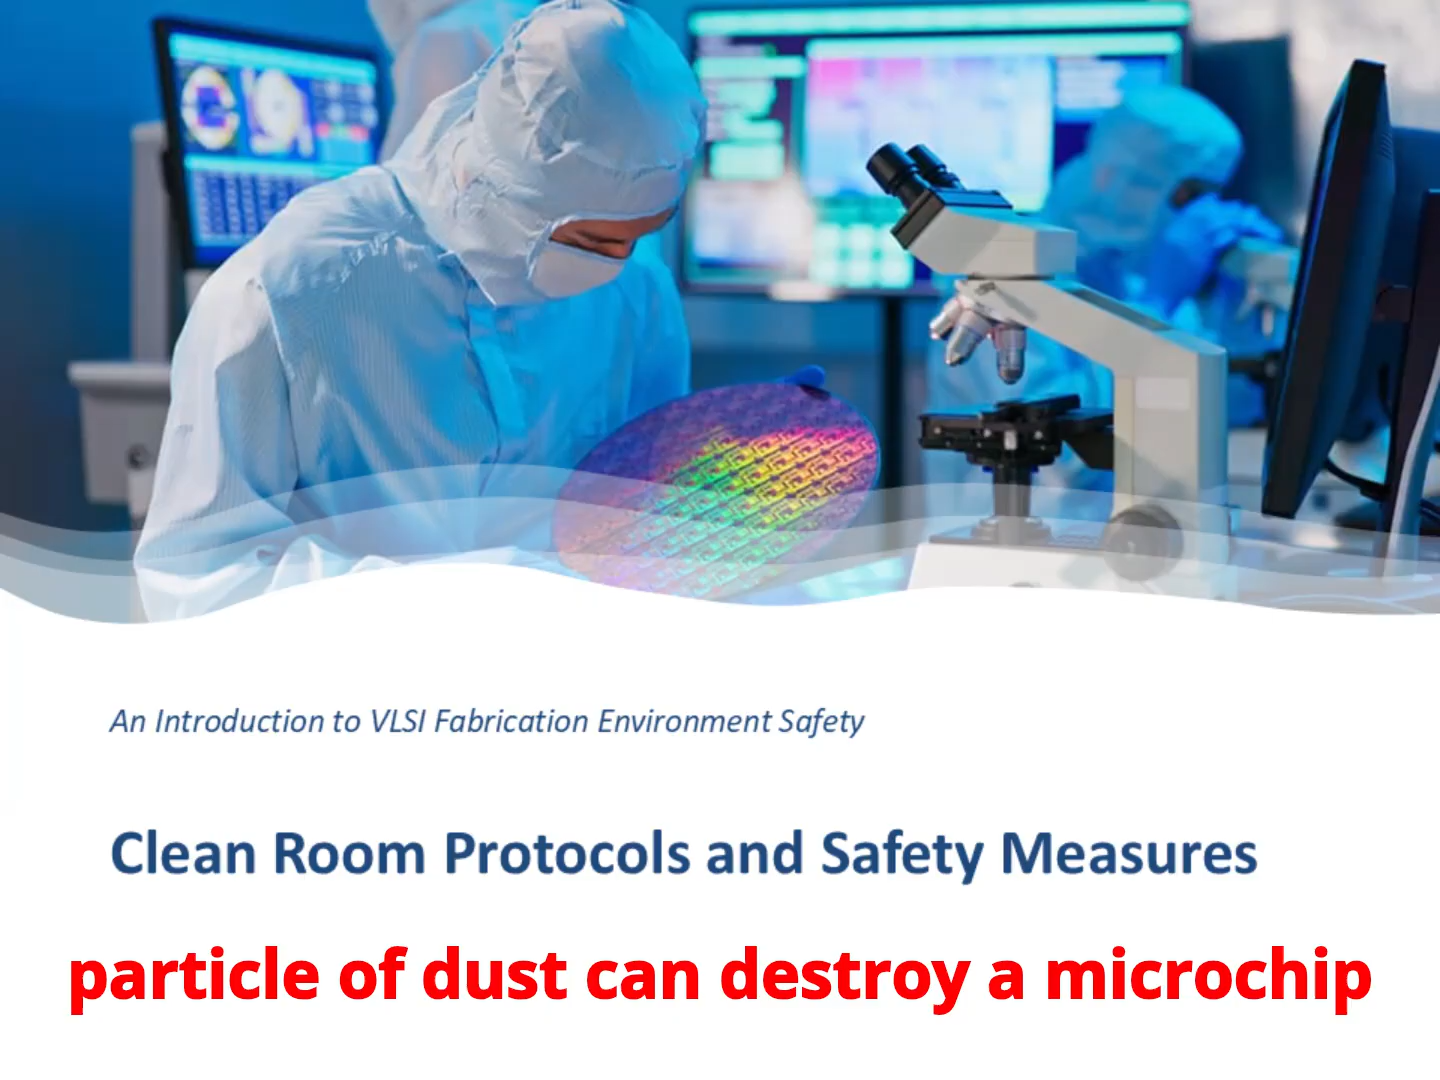 An Introduction to VLSI Fabrication Environment Safety
Clean Room Protocols and Safety Measures
particle of dust can destroy a microchip